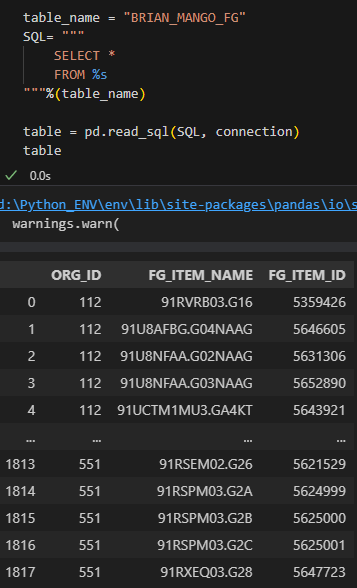 table_name = "BRIAN_MANGO_FG"
SQL= """
SELECT *
FROM %s
"""%(table_name)
table = pd.read_sql(SQL, connection)
table
0.0s
d:\Python_ENV\env\lib\site-packages\pandas\io\s
warnings.warn(
ORG_ID FG_ITEM_NAME FG_ITEM_ID
0 112 91RVRB03.G16 5359426
1 112 91U8AFBG.G04NAAG 5646605
2 112 91U8NFAA.G02NAAG 5631306
3 112 91U8NFAA.G03NAAG 5652890
4 112 91UCTM1MU3.GA4KT 5643921
... ... ... ...
1813 551 91RSEM02.G26 5621529
1814 551 91RSPM03.G2A 5624999
1815 551 91RSPM03.G2B 5625000
1816 551 91RSPM03.G2C 5625001
1817 551 91RXEQ03.G28 5647723